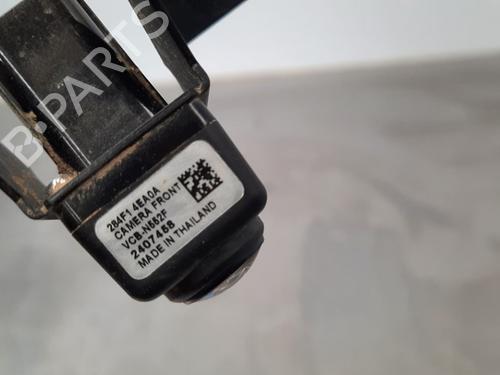 B-PARTS
284F1 4EA0A
CAMERA FRONT
VCB-N552F
2407458
MADE IN THAILAND